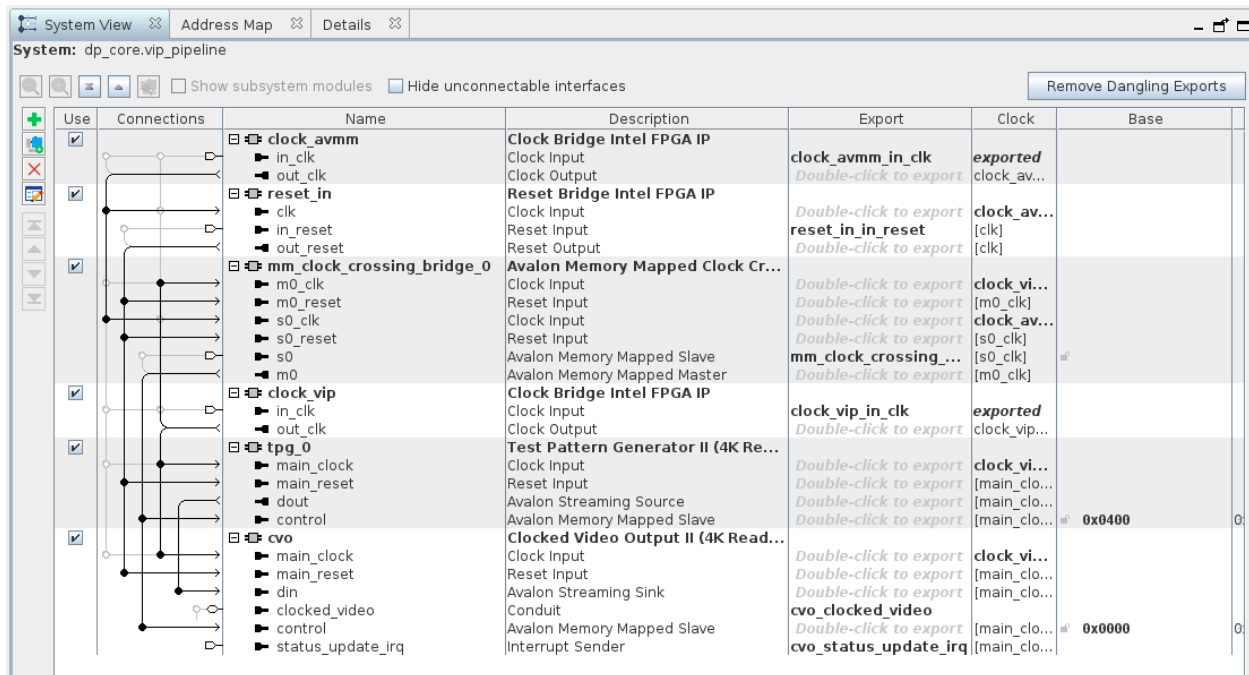 System View Address Map Details
System: dp_core.vip_pipeline
Show subsystem modules Hide unconnectable interfaces Remove Dangling Exports
Use Connections Name Description Export Clock Base
clock_avmm Clock Bridge Intel FPGA IP
in_clk Clock Input clock_avmm_in_clk exported
out_clk Clock Output Double-click to export clock_av...
reset_in Reset Bridge Intel FPGA IP
clk Clock Input Double-click to export clock_av...
in_reset Reset Input reset_in_in_reset [clk]
out_reset Reset Output Double-click to export [clk]
mm_clock_crossing_bridge_0 Avalon Memory Mapped Clock Cr...
m0_clk Clock Input Double-click to export clock_vi...
m0_reset Reset Input Double-click to export [m0_clk]
s0_clk Clock Input Double-click to export clock_av...
s0_reset Reset Input Double-click to export [s0_clk]
s0 Avalon Memory Mapped Slave mm_clock_crossing_... [s0_clk]
m0 Avalon Memory Mapped Master Double-click to export [m0_clk]
clock_vip Clock Bridge Intel FPGA IP
in_clk Clock Input clock_vip_in_clk exported
out_clk Clock Output Double-click to export clock_vip...
tpg_0 Test Pattern Generator II (4K Re...
main_clock Clock Input Double-click to export clock_vi...
main_reset Reset Input Double-click to export [main_clo...
dout Avalon Streaming Source Double-click to export [main_clo...
control Avalon Memory Mapped Slave Double-click to export [main_clo... 0x0400 0:
cvo Clocked Video Output II (4K Read...
main_clock Clock Input Double-click to export clock_vi...
main_reset Reset Input Double-click to export [main_clo...
din Avalon Streaming Sink Double-click to export [main_clo...
clocked_video Conduit cvo_clocked_video
control Avalon Memory Mapped Slave Double-click to export [main_clo... 0x0000 0:
status_update_irq Interrupt Sender cvo_status_update_irq [main_clo...